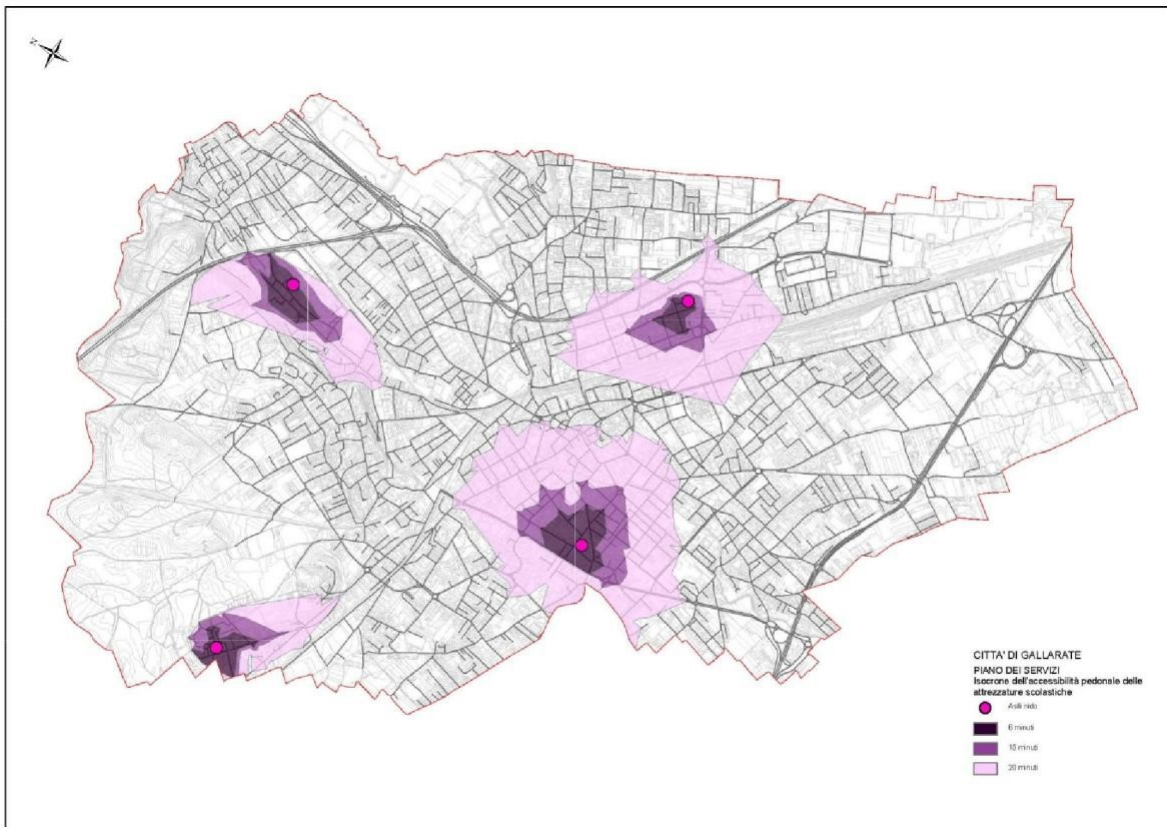 N
CITTA' DI GALLARATE
PIANO DEI SERVIZI
Isocrone dell'accessibilità pedonale delle
attrezzature scolastiche
Asili nido
6 minuti
10 minuti
20 minuti